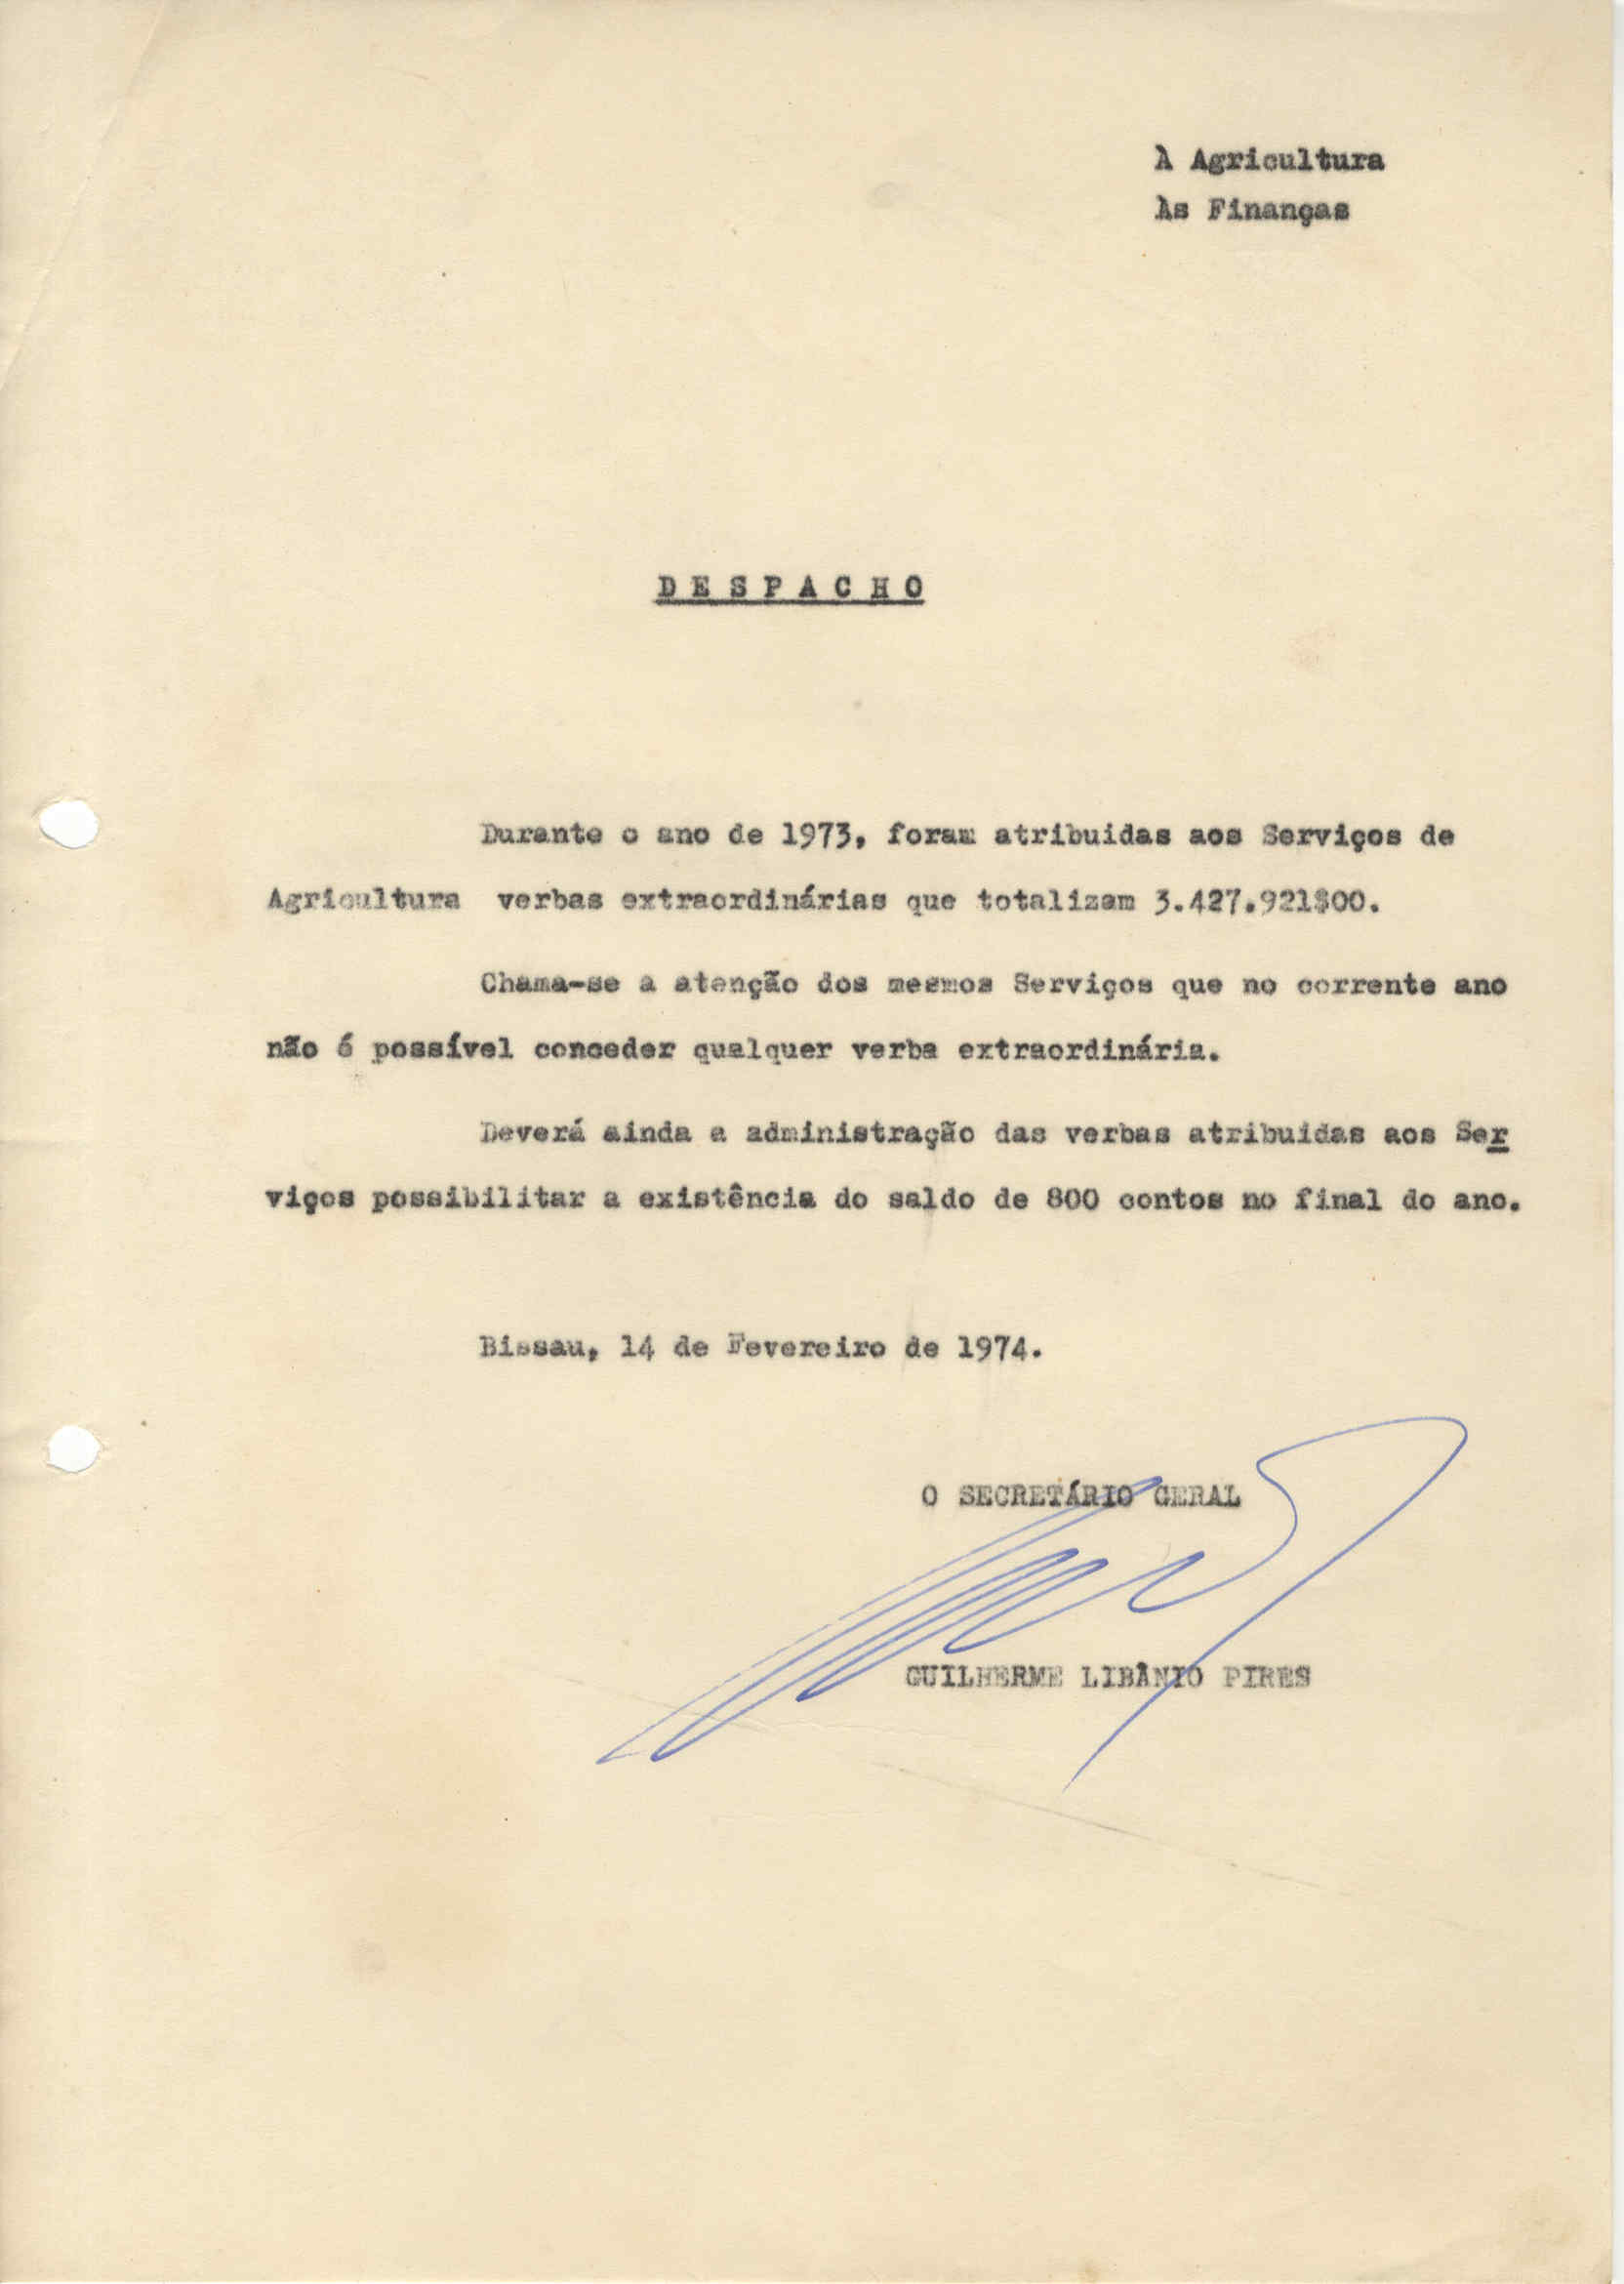 À Agricultura
Às Finanças
D E S P A C H O
Durante o ano de 1973, foram atribuidas aos Serviços de
Agricultura verbas extraordinárias que totalizam 3.427.921$00.
Chama-se a atenção dos mesmos Serviços que no corrente ano
não é possível conceder qualquer verba extraordinária.
Deverá ainda a administração das verbas atribuidas aos Ser
viços possibilitar a existência do saldo de 800 contos no final do ano.
Bissau, 14 de Fevereiro de 1974.
O SECRETÁRIO GERAL
GUILHERME LIBÂNIO PIRES